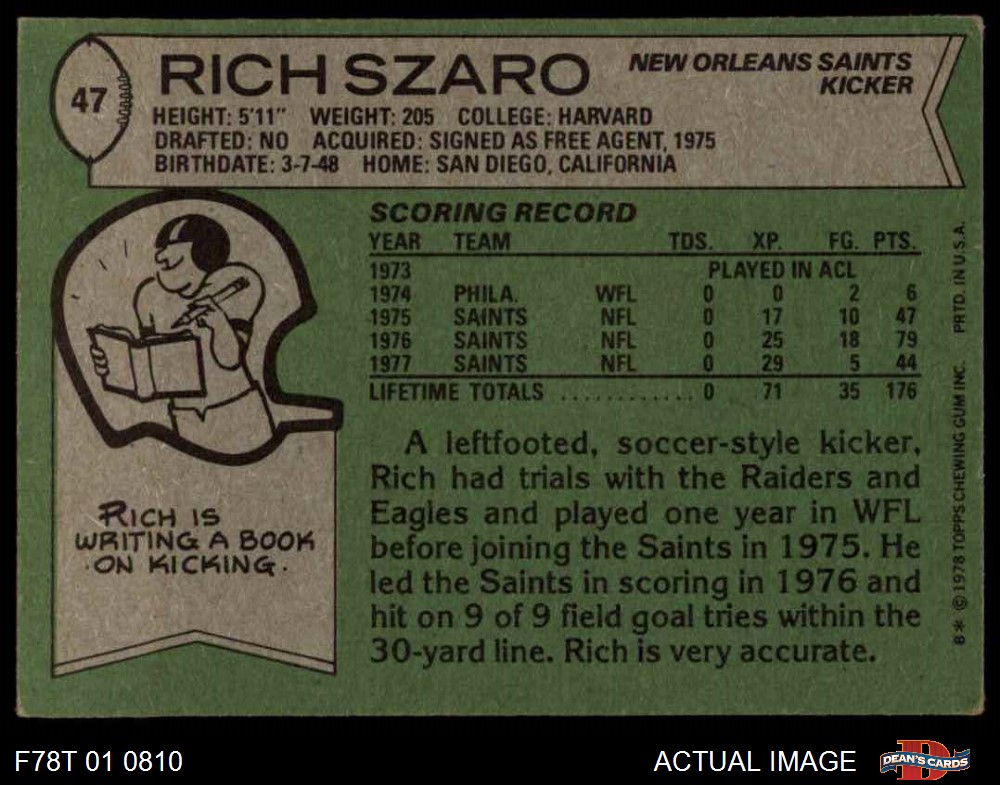 47
RICH SZARO
NEW ORLEANS SAINTS
KICKER
HEIGHT: 5'11" WEIGHT: 205 COLLEGE: HARVARD
DRAFTED: NO ACQUIRED: SIGNED AS FREE AGENT, 1975
BIRTHDATE: 3-7-48 HOME: SAN DIEGO, CALIFORNIA
SCORING RECORD
YEAR TEAM TDS. XP. FG. PTS.
1973 PLAYED IN ACL
1974 PHILA. WFL 0 0 2 6
1975 SAINTS NFL 0 17 10 47
1976 SAINTS NFL 0 25 18 79
1977 SAINTS NFL 0 29 5 44
LIFETIME TOTALS ............ 0 71 35 176
A leftfooted, soccer-style kicker,
Rich had trials with the Raiders and
Eagles and played one year in WFL
before joining the Saints in 1975. He
led the Saints in scoring in 1976 and
hit on 9 of 9 field goal tries within the
30-yard line. Rich is very accurate.
RICH IS
WRITING A BOOK
ON KICKING.
B* © 1978 TOPPS CHEWING GUM INC. PRTD. IN U.S.A.
F78T 01 0810
ACTUAL IMAGE
D
DEAN'S CARDS